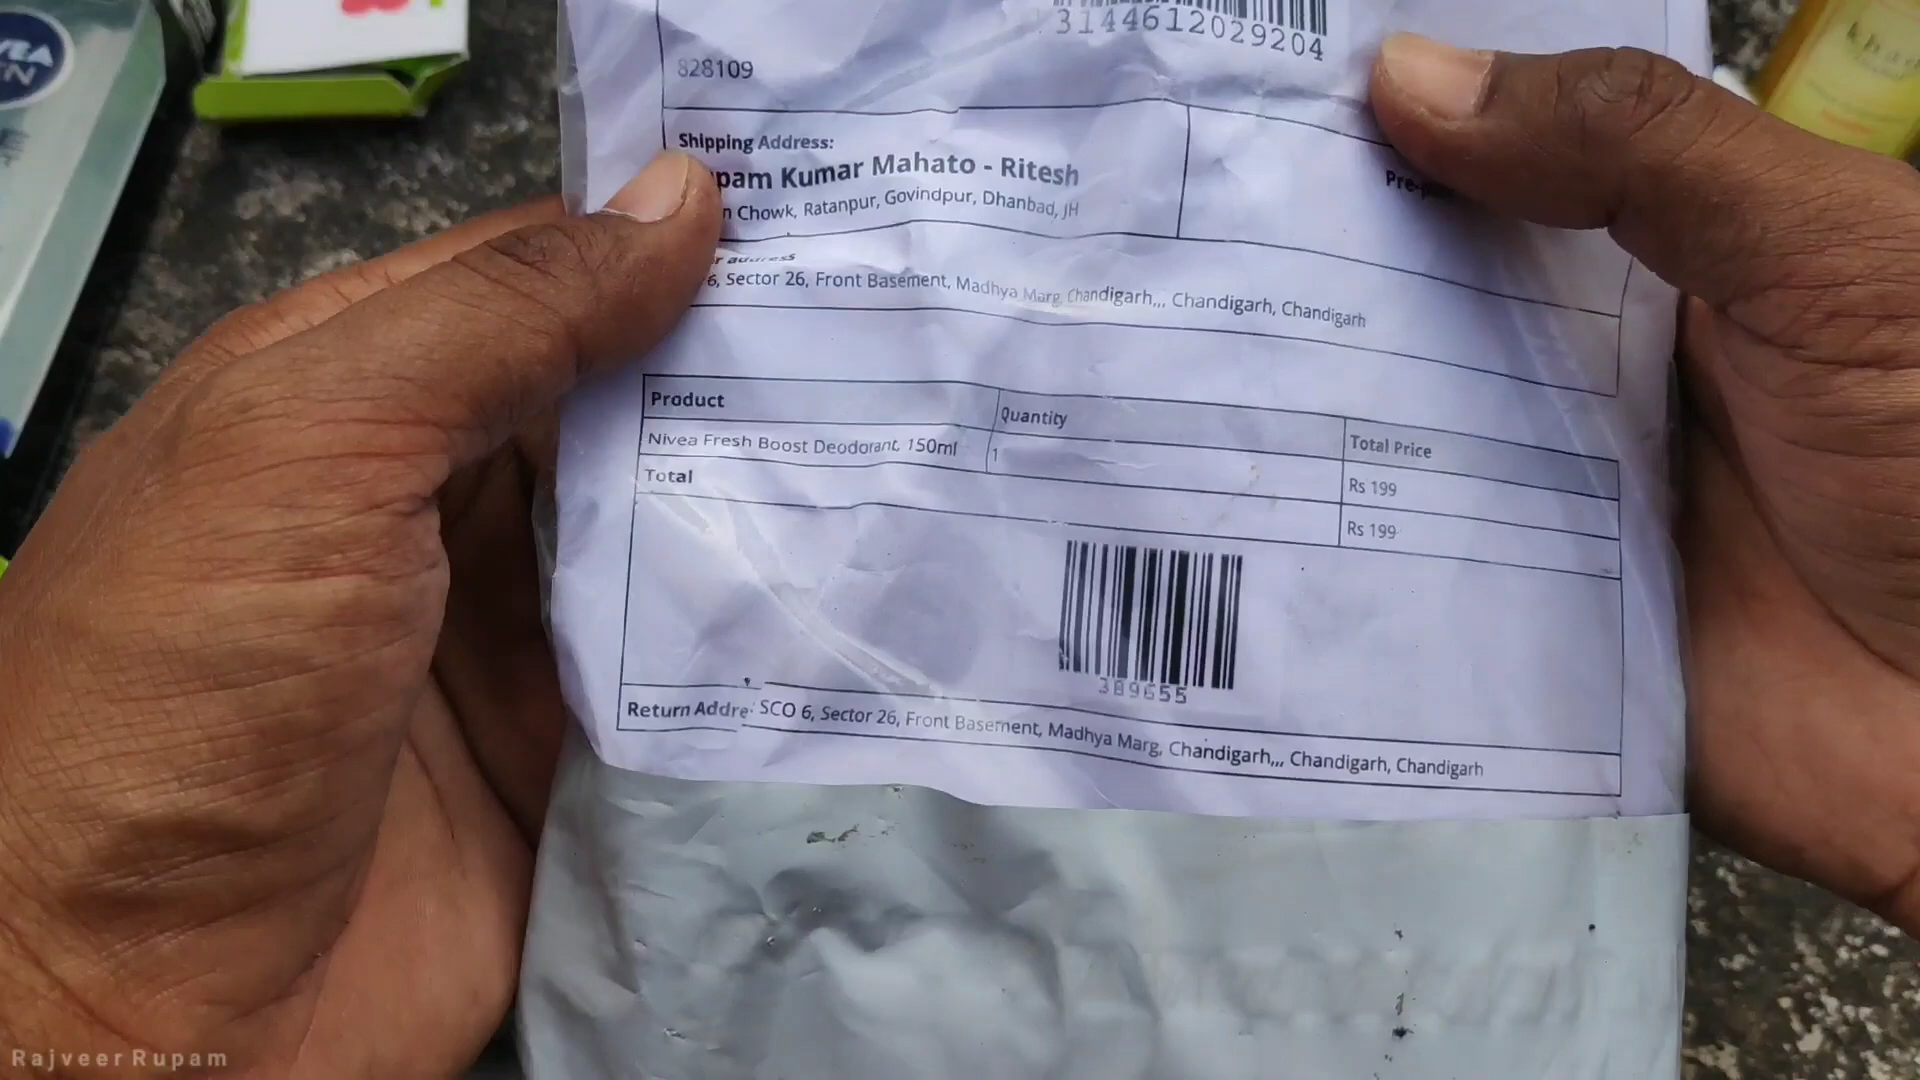 3144612029204
828109
Shipping Address:
pam Kumar Mahato - Ritesh
n Chowk, Ratanpur, Govindpur, Dhanbad, JH
Pre-p
r address
6, Sector 26, Front Basement, Madhya Marg, Chandigarh,,, Chandigarh, Chandigarh
Product Quantity Total Price
Nivea Fresh Boost Deodorant, 150ml 1 Rs 199
Total Rs 199
389655
Return Addre: SCO 6, Sector 26, Front Basement, Madhya Marg, Chandigarh,,, Chandigarh, Chandigarh
Rajveer Rupam